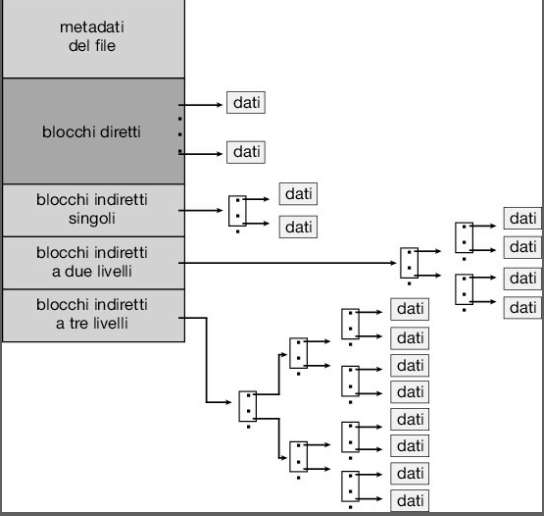 metadati
del file
blocchi diretti
dati
dati
blocchi indiretti
singoli
dati
dati
blocchi indiretti
a due livelli
dati
dati
dati
dati
blocchi indiretti
a tre livelli
dati
dati
dati
dati
dati
dati
dati
dati